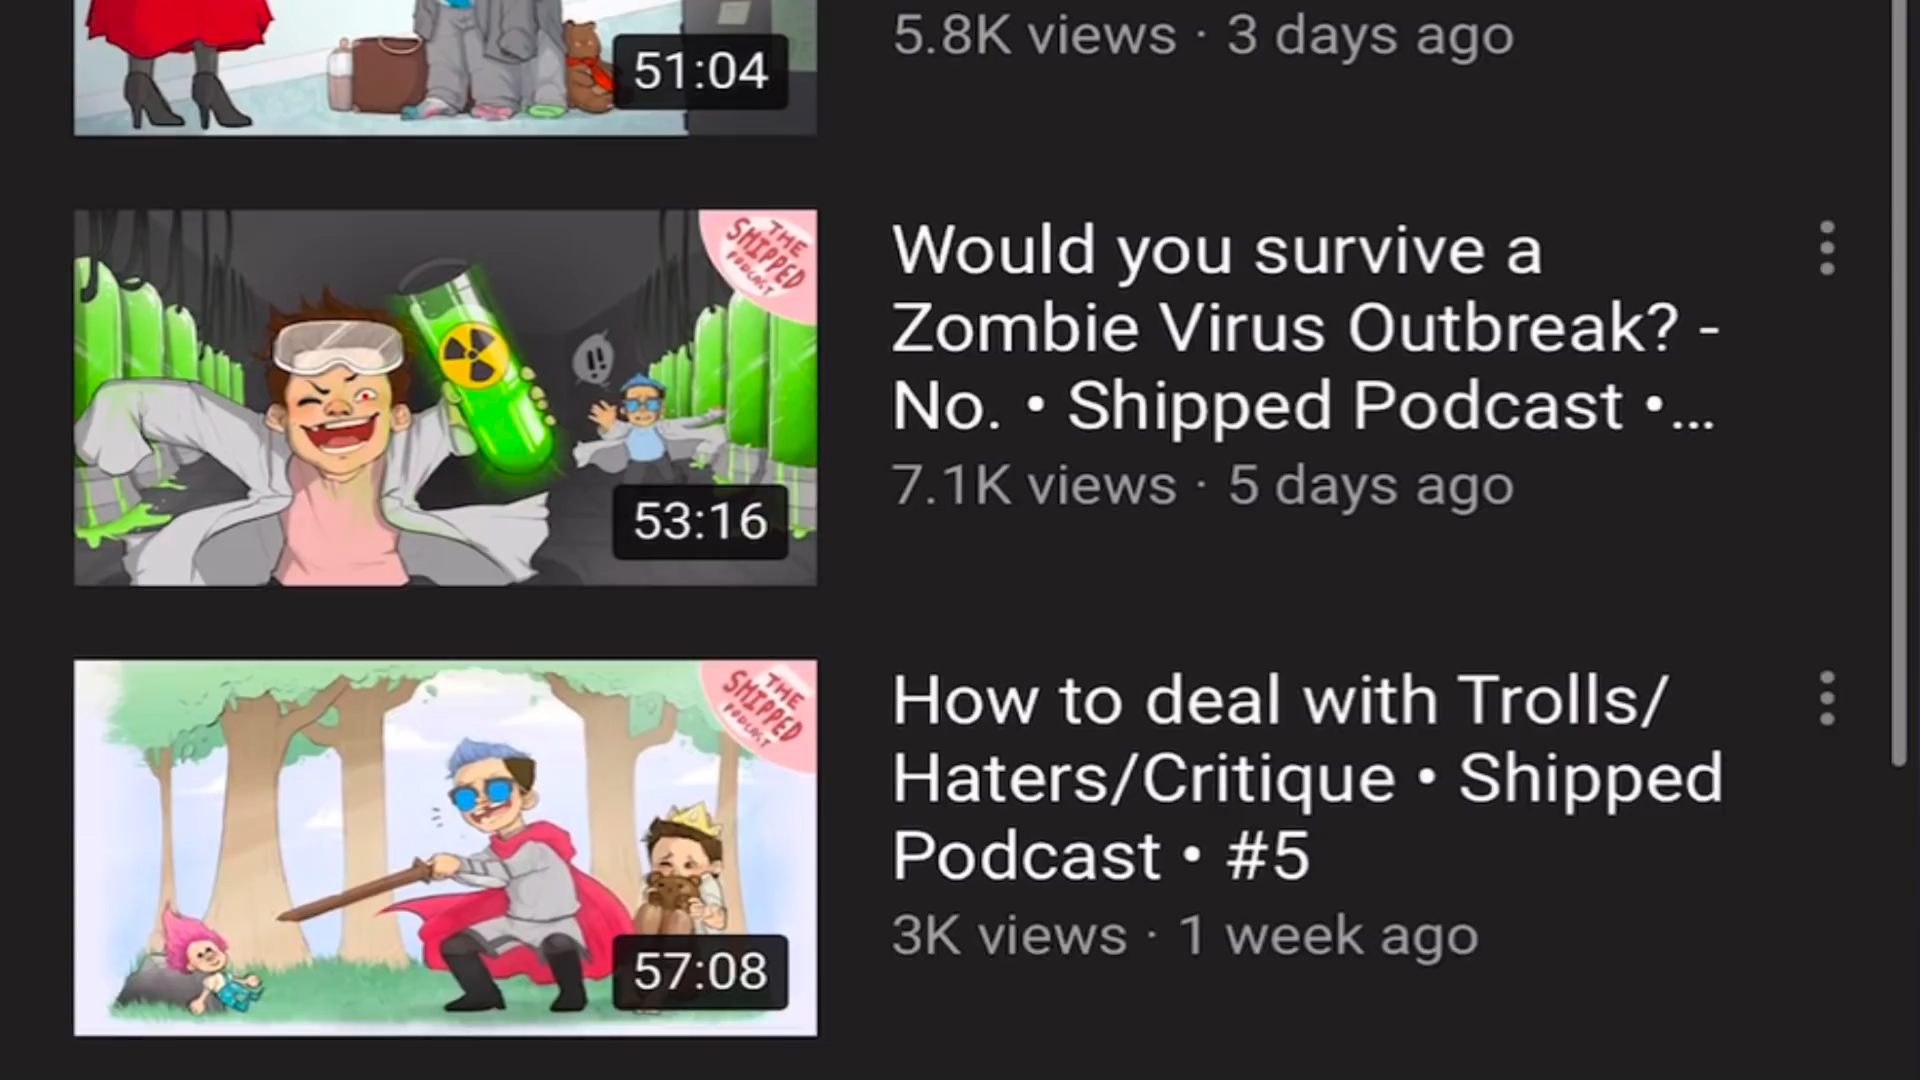 51:04
5.8K views · 3 days ago
THE
SHIPPED
PODCAST
!!
53:16
Would you survive a
Zombie Virus Outbreak? -
No. • Shipped Podcast •...
7.1K views · 5 days ago
THE
SHIPPED
PODCAST
57:08
How to deal with Trolls/
Haters/Critique • Shipped
Podcast • #5
3K views · 1 week ago